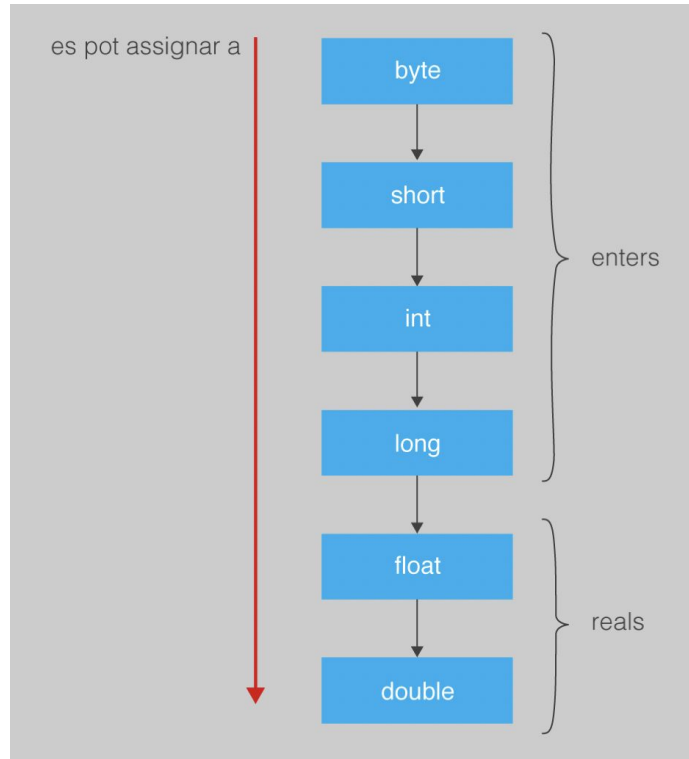 es pot assignar a
byte
short
enters
int
long
float
reals
double